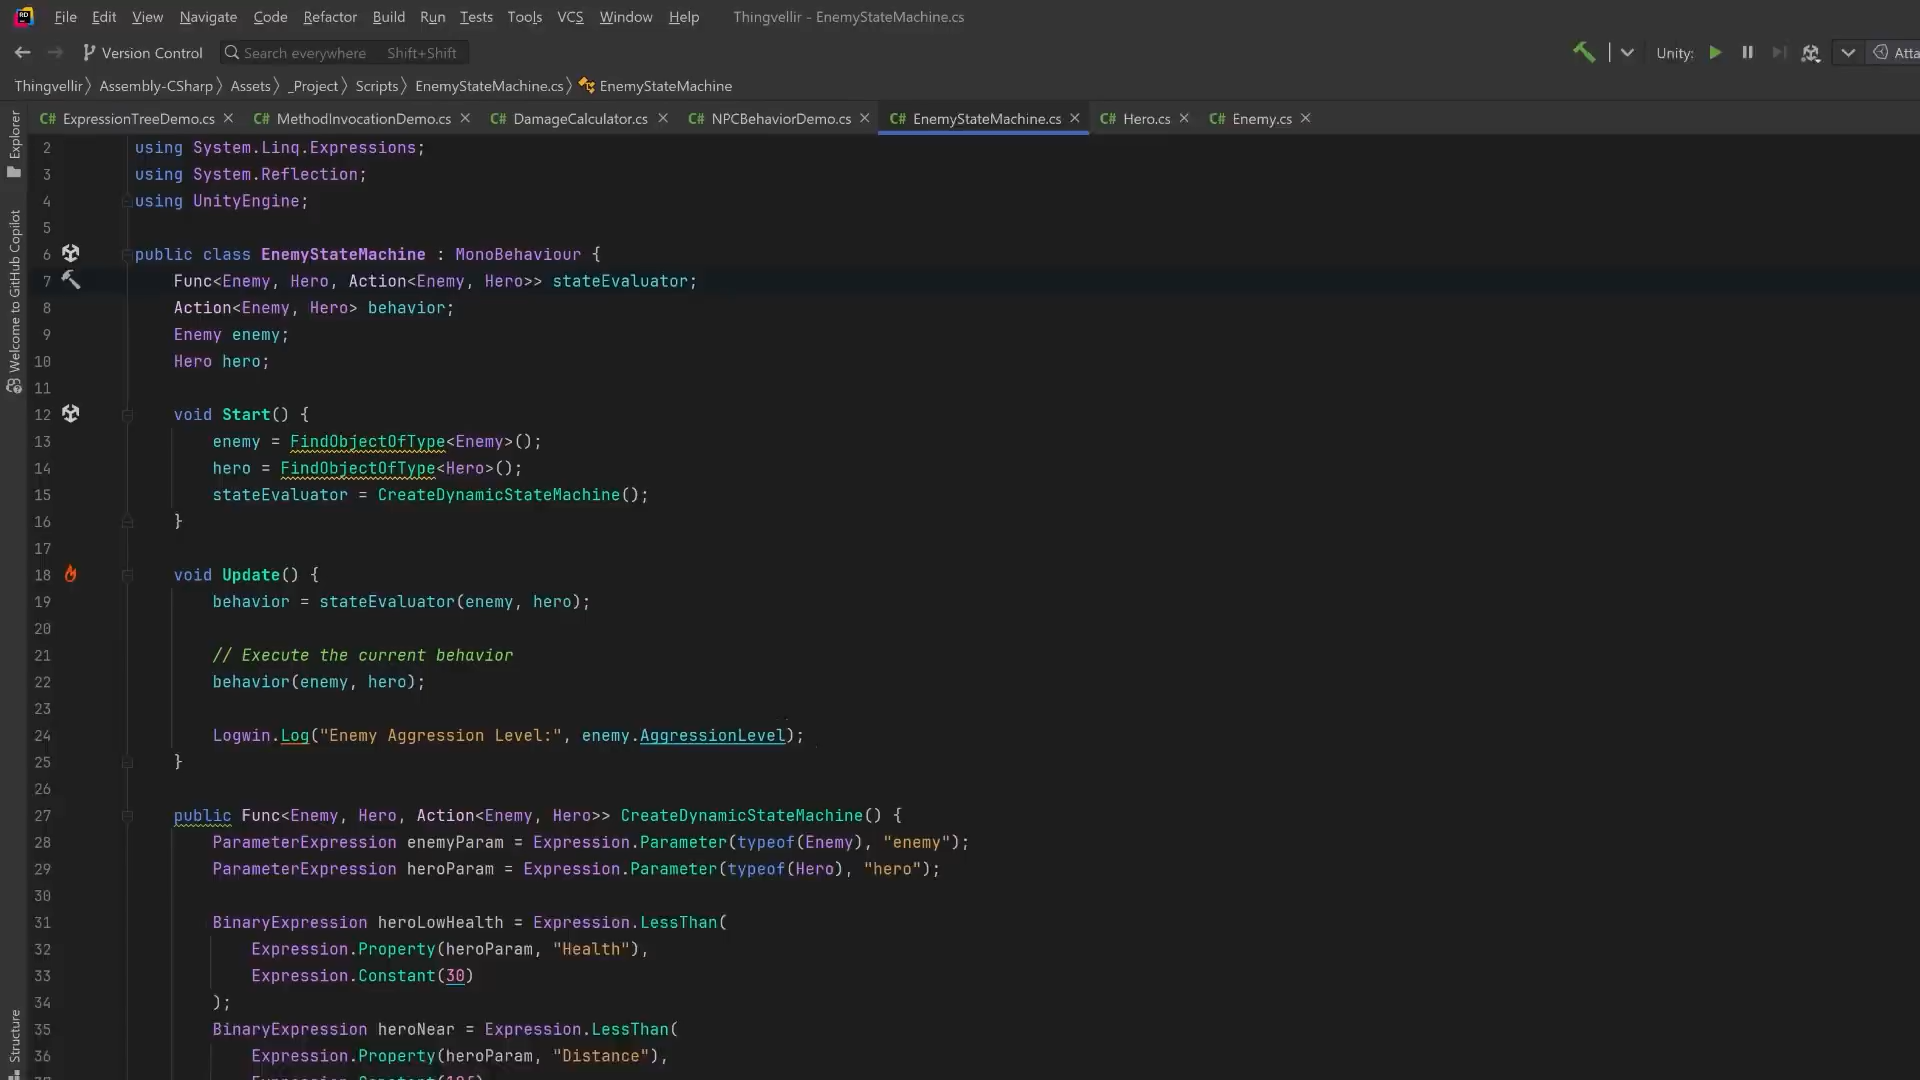 File Edit View Navigate Code Refactor Build Run Tests Tools VCS Window Help Thingvellir - EnemyStateMachine.cs
Version Control Search everywhere Shift+Shift Unity: Atta
Thingvellir Assembly-CSharp Assets _Project Scripts EnemyStateMachine.cs EnemyStateMachine
C# ExpressionTreeDemo.cs C# MethodInvocationDemo.cs C# DamageCalculator.cs C# NPCBehaviorDemo.cs C# EnemyStateMachine.cs C# Hero.cs C# Enemy.cs
Explorer
Welcome to GitHub Copilot
Structure
2 using System.Linq.Expressions;
3 using System.Reflection;
4 using UnityEngine;
5
6 public class EnemyStateMachine : MonoBehaviour {
7 Func<Enemy, Hero, Action<Enemy, Hero>> stateEvaluator;
8 Action<Enemy, Hero> behavior;
9 Enemy enemy;
10 Hero hero;
11
12 void Start() {
13 enemy = FindObjectOfType<Enemy>();
14 hero = FindObjectOfType<Hero>();
15 stateEvaluator = CreateDynamicStateMachine();
16 }
17
18 void Update() {
19 behavior = stateEvaluator(enemy, hero);
20
21 // Execute the current behavior
22 behavior(enemy, hero);
23
24 Logwin.Log("Enemy Aggression Level:", enemy.AggressionLevel);
25 }
26
27 public Func<Enemy, Hero, Action<Enemy, Hero>> CreateDynamicStateMachine() {
28 ParameterExpression enemyParam = Expression.Parameter(typeof(Enemy), "enemy");
29 ParameterExpression heroParam = Expression.Parameter(typeof(Hero), "hero");
30
31 BinaryExpression heroLowHealth = Expression.LessThan(
32 Expression.Property(heroParam, "Health"),
33 Expression.Constant(30)
34 );
35 BinaryExpression heroNear = Expression.LessThan(
36 Expression.Property(heroParam, "Distance"),